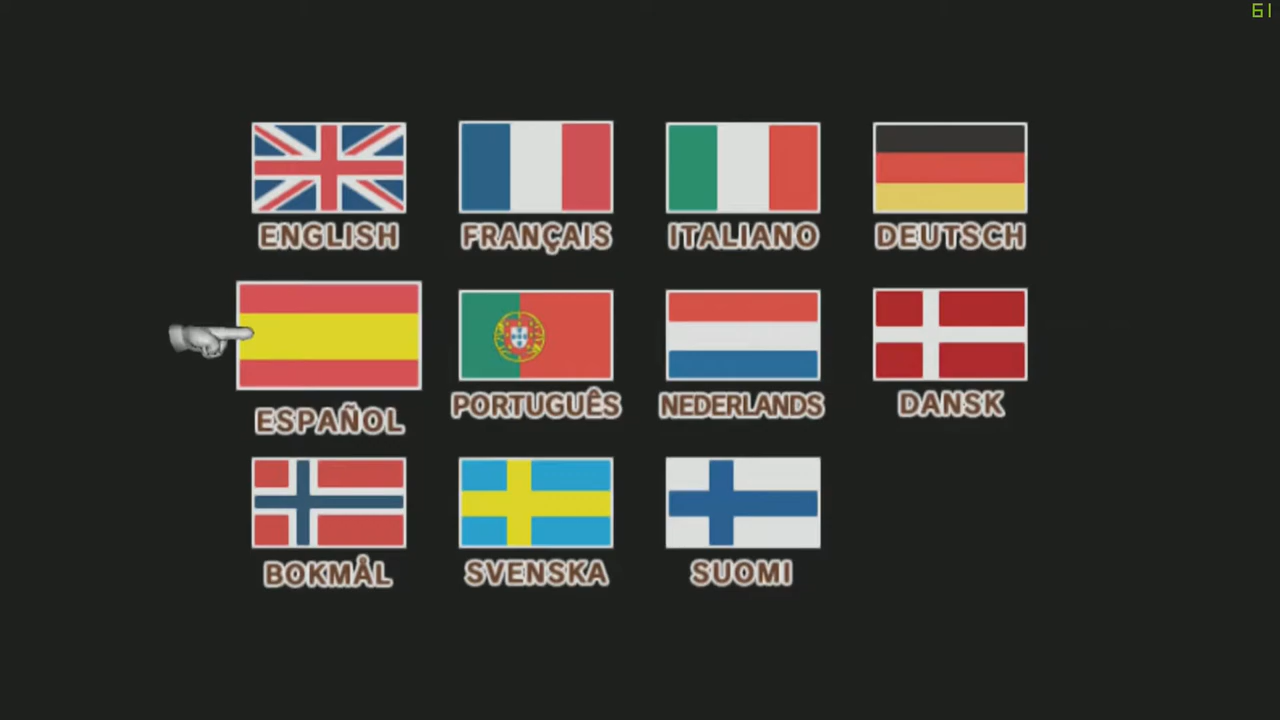 61
ENGLISH
FRANÇAIS
ITALIANO
DEUTSCH
ESPAÑOL
PORTUGUÊS
NEDERLANDS
DANSK
BOKMÅL
SVENSKA
SUOMI